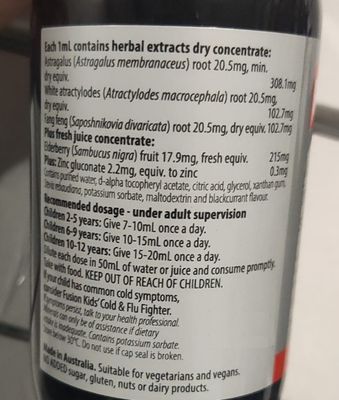 Each 1mL contains herbal extracts dry concentrate:
Astragalus (Astragalus membranaceus) root 20.5mg, min.
dry equiv. 308.1mg
White atractylodes (Atractylodes macrocephala) root 20.5mg,
dry equiv. 102.7mg
Fang feng (Saposhnikovia divaricata) root 20.5mg, dry equiv. 102.7mg
Plus fresh juice concentrate:
Elderberry (Sambucus nigra) fruit 17.9mg, fresh equiv. 215mg
Plus: Zinc gluconate 2.2mg, equiv. to zinc 0.3mg
Contains purified water, d-alpha tocopheryl acetate, citric acid, glycerol, xanthan gum,
stevia rebaudiana, potassium sorbate, maltodextrin and blackcurrant flavour.
Recommended dosage - under adult supervision
Children 2-5 years: Give 7-10mL once a day.
Children 6-9 years: Give 10-15mL once a day.
Children 10-12 years: Give 15-20mL once a day.
Dilute each dose in 50mL of water or juice and consume promptly.
Take with food. KEEP OUT OF REACH OF CHILDREN.
If your child has common cold symptoms,
consider Fusion Kids' Cold & Flu Fighter.
If symptoms persist, talk to your health professional.
can only be of assistance if dietary
is inadequate. Contains potassium sorbate.
below 30°C. Do not use if cap seal is broken.
Made in Australia. Suitable for vegetarians and vegans.
NO ADDED sugar, gluten, nuts or dairy products.